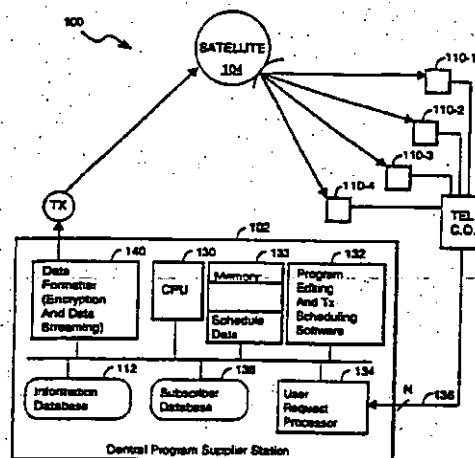 100
SATELLITE
104
110-1
110-2
110-3
110-4
TEL
C.O.
TX
102
140
130
133
132
Data
Formatter
(Encryption
And Data
Streaming)
CPU
Memory
Schedule
Data
Program
Editing
And Tx
Scheduling
Software
112
138
134
N
136
Information
Database
Subscriber
Database
User
Request
Processor
Central Program Supplier Station